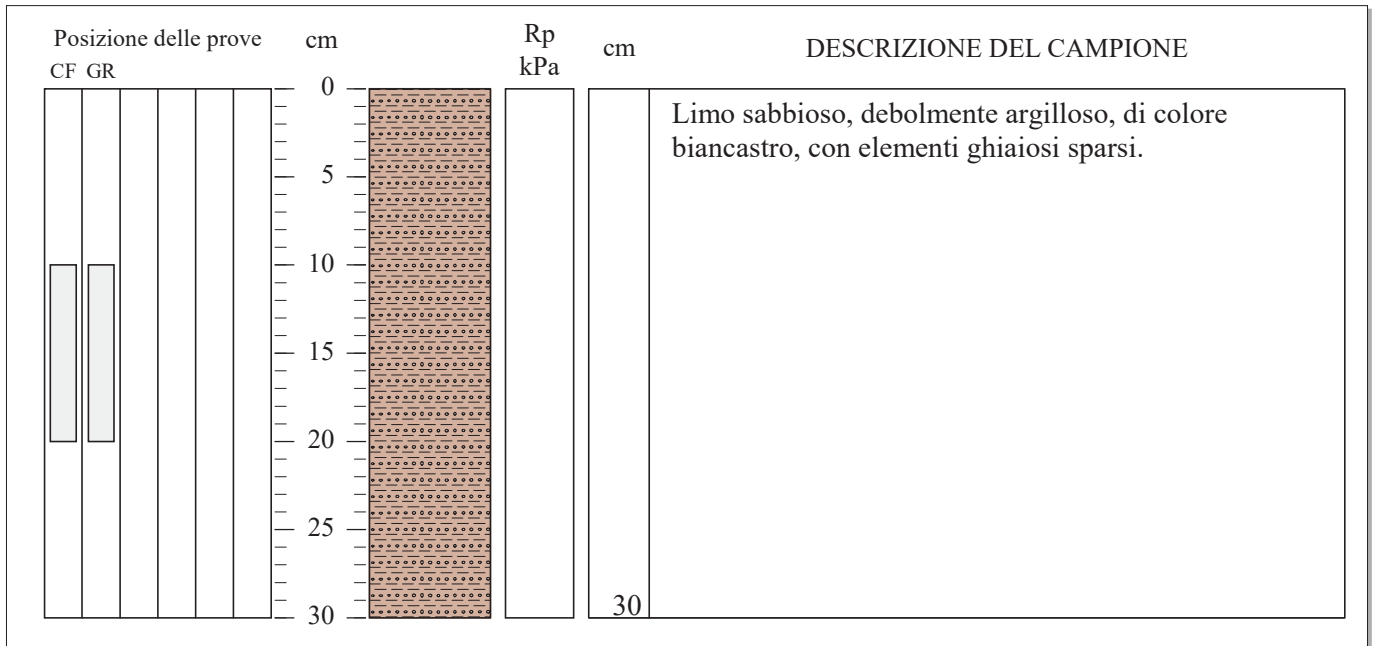 Posizione delle prove
CF GR
cm
Rp
kPa
cm
DESCRIZIONE DEL CAMPIONE
0
5
10
15
20
25
30
Limo sabbioso, debolmente argilloso, di colore
biancastro, con elementi ghiaiosi sparsi.
30